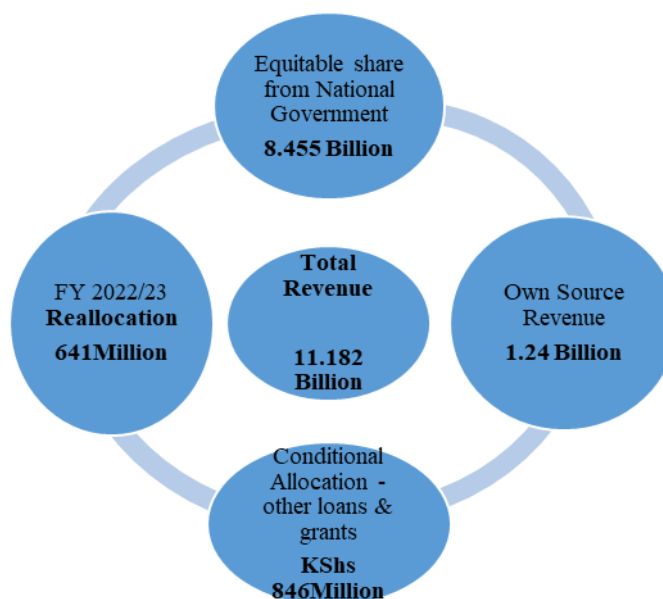 Equitable share
from National
Government
8.455 Billion
FY 2022/23
Reallocation
641Million
Total
Revenue
11.182
Billion
Own Source
Revenue
1.24 Billion
Conditional
Allocation -
other loans &
grants
KShs
846Million